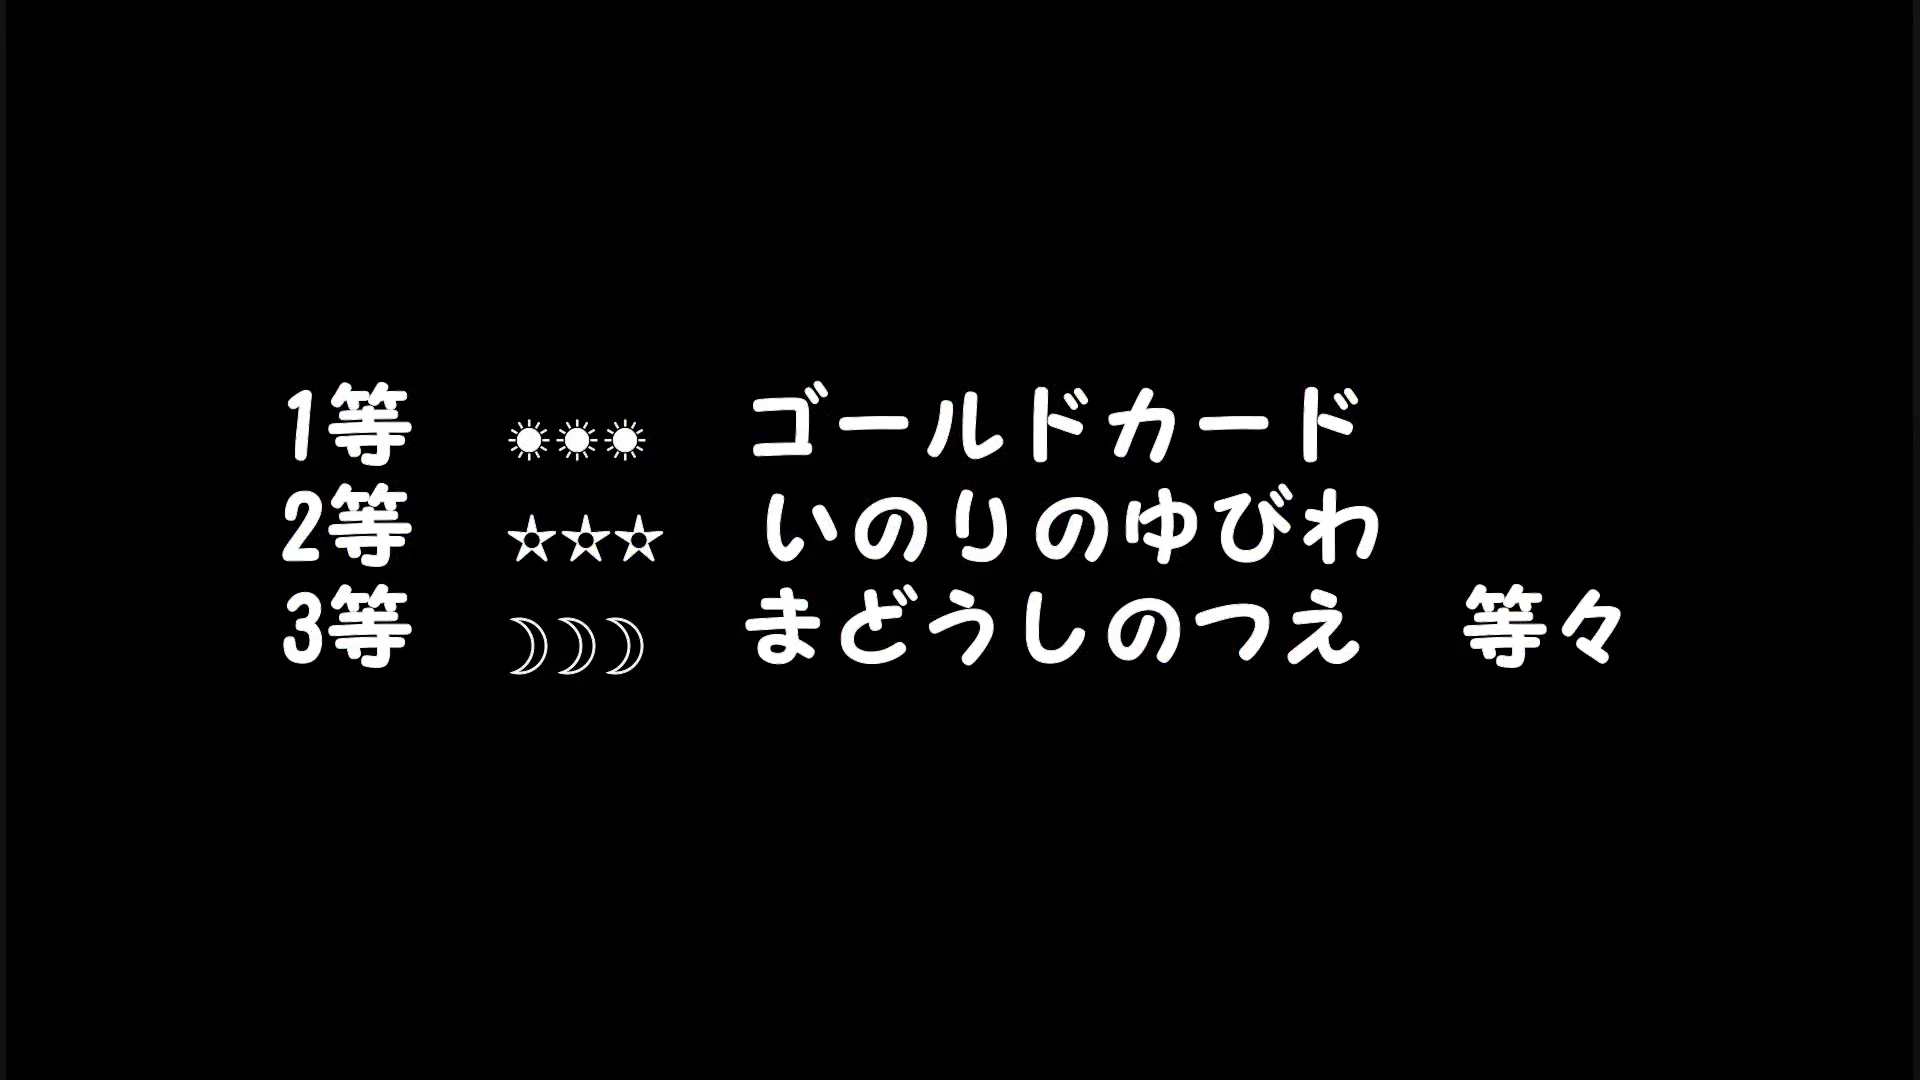 1等 ☀☀☀ ゴールドカード
2等 ✭✭✭ いのりのゆびわ
3等 ☽☽☽ まどうしのつえ 等々